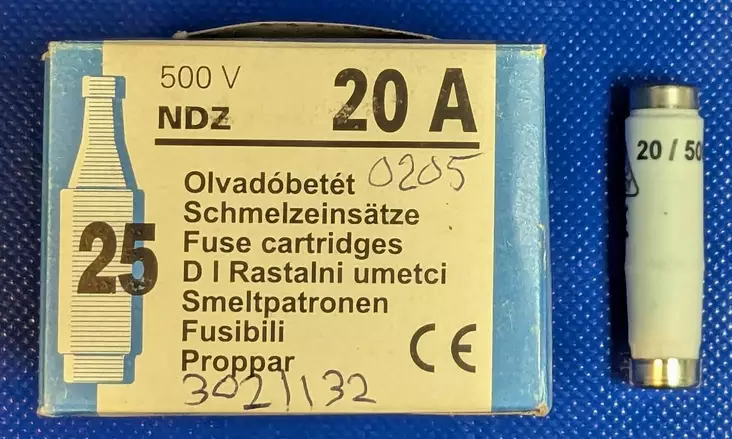 500 V
NDZ
20 A
0205
Olvadóbetét
Schmelzeinsätze
Fuse cartridges
D I Rastalni umetci
Smeltpatronen
Fusibili
Proppar
25
CE
3021132
20 / 50